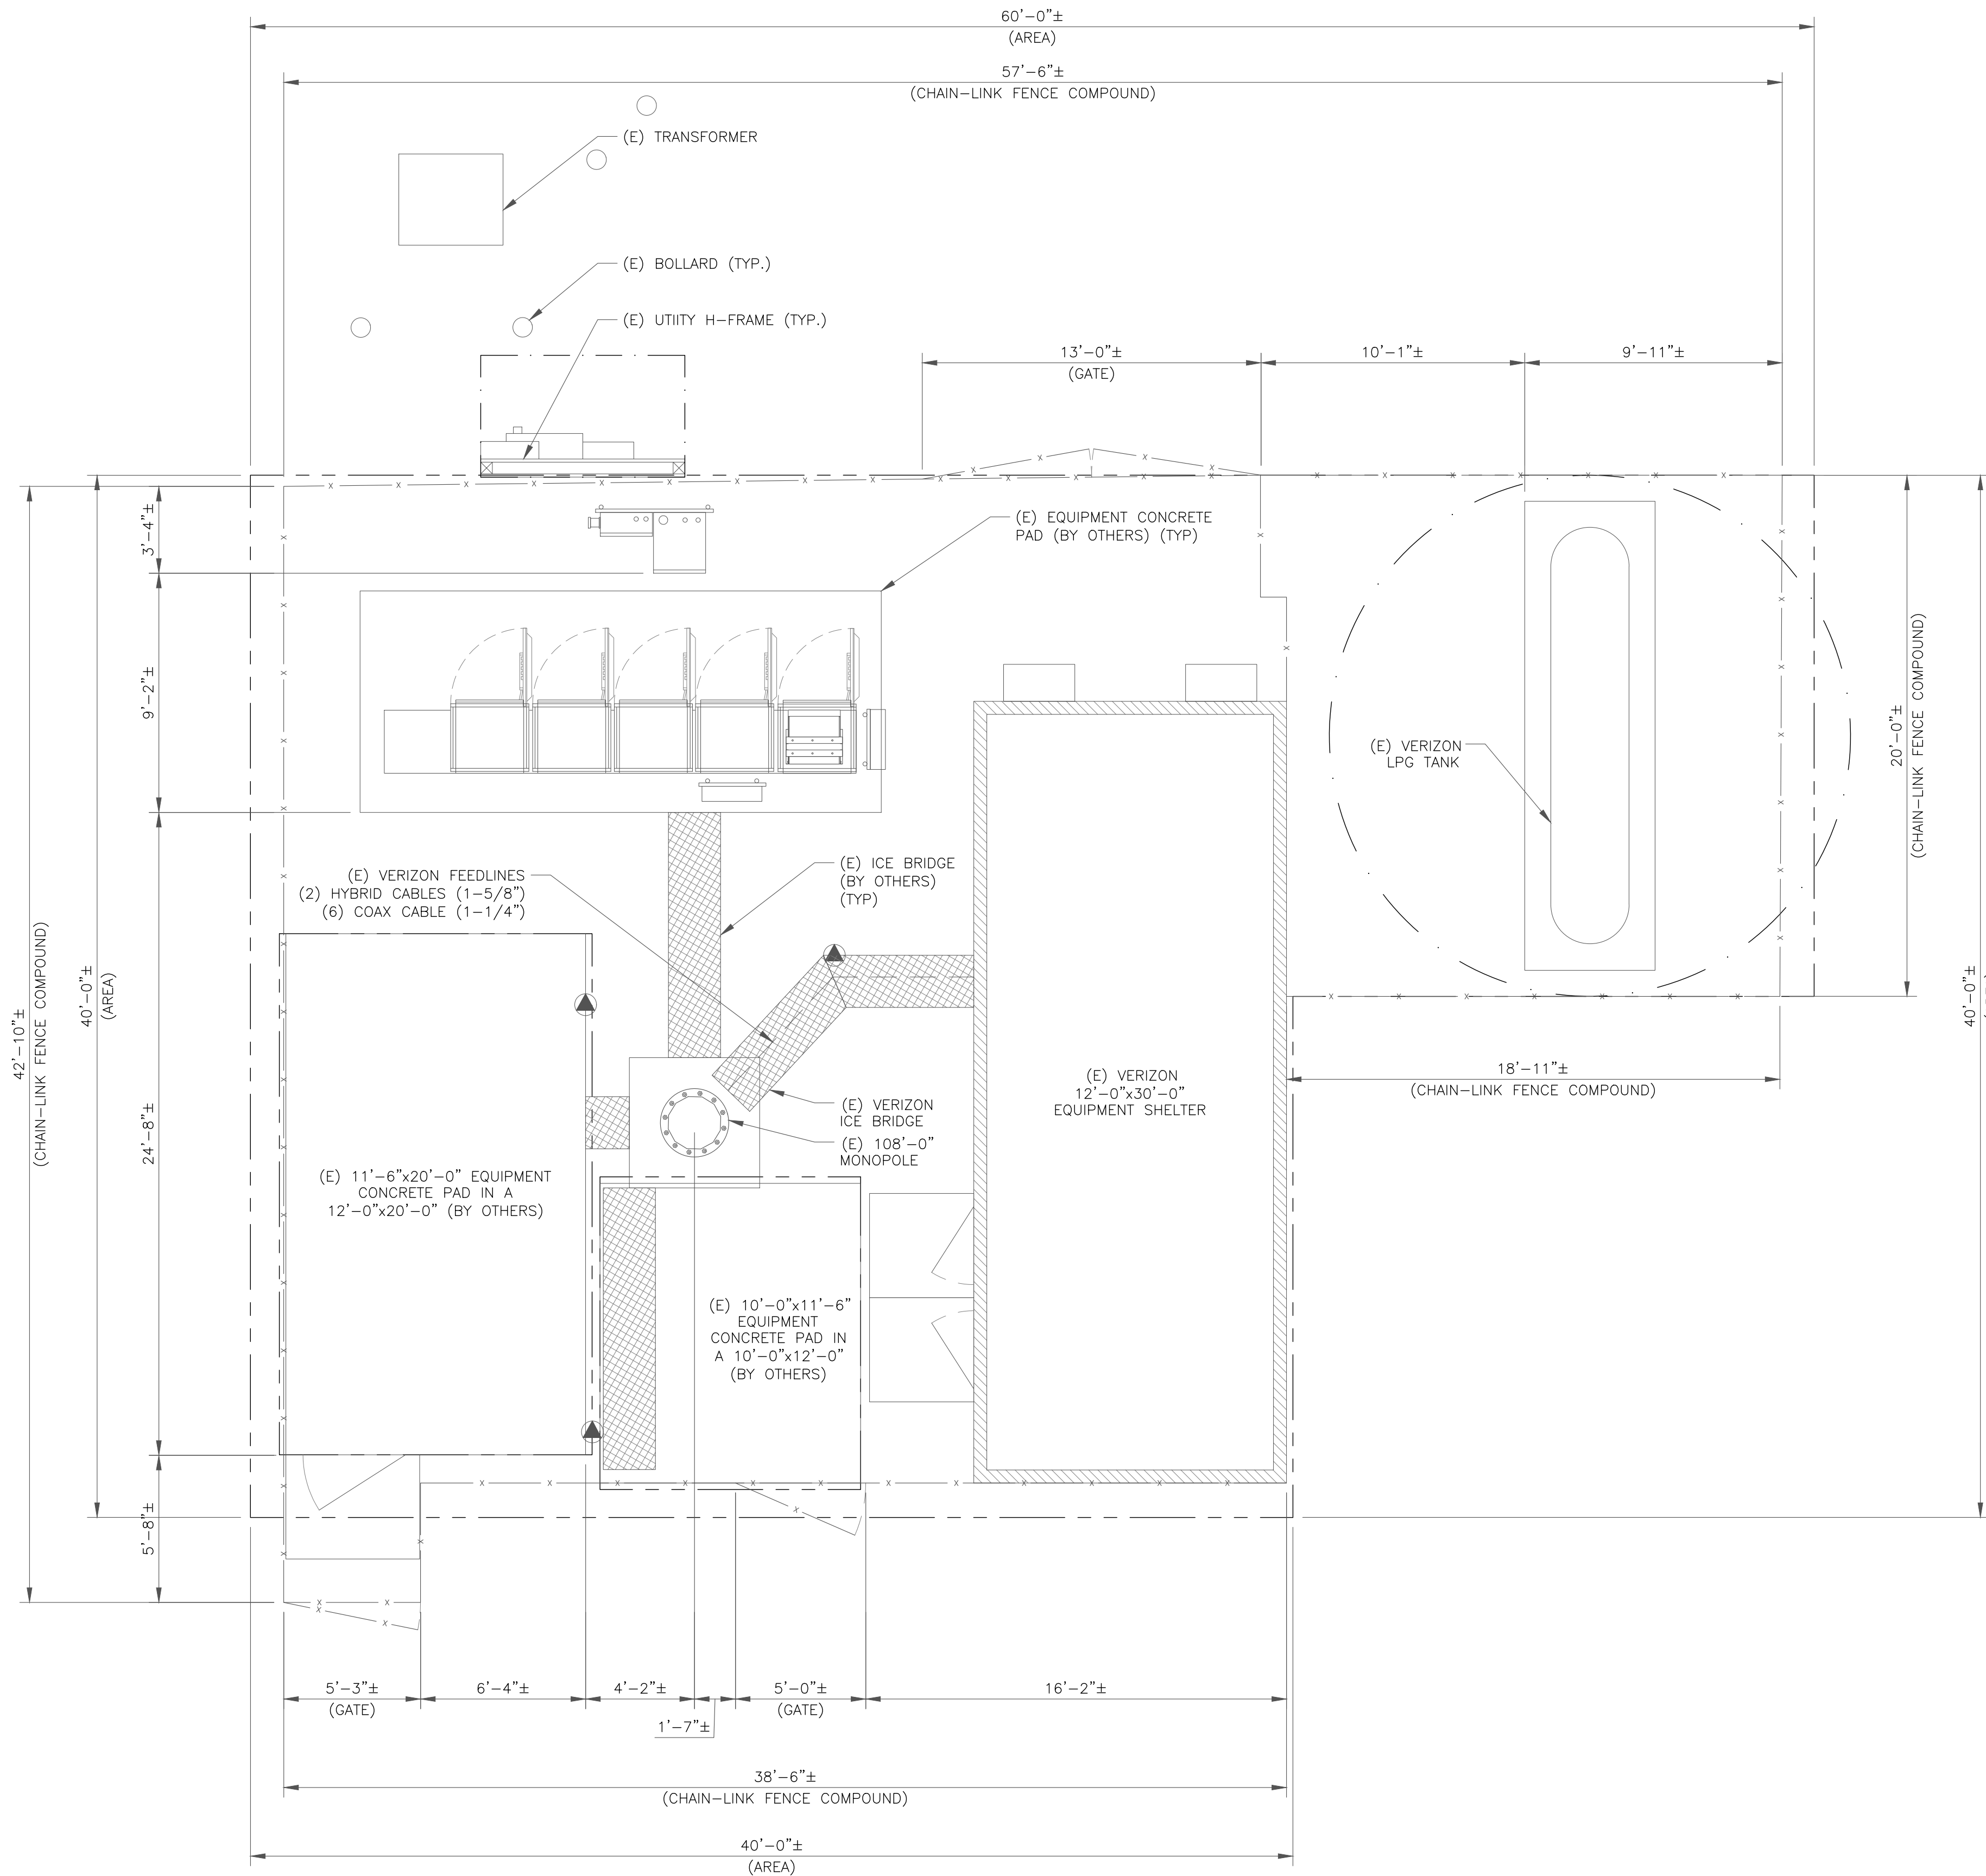 60'-0"±
(AREA)
57'-6"±
(CHAIN-LINK FENCE COMPOUND)
(E) TRANSFORMER
(E) BOLLARD (TYP.)
(E) UTIITY H-FRAME (TYP.)
13'-0"±
(GATE)
10'-1"±
9'-11"±
3'-4"±
(E) EQUIPMENT CONCRETE
PAD (BY OTHERS) (TYP)
9'-2"±
20'-0"±
(CHAIN-LINK FENCE COMPOUND)
(E) VERIZON
LPG TANK
(E) ICE BRIDGE
(BY OTHERS)
(TYP)
(E) VERIZON FEEDLINES
(2) HYBRID CABLES (1-5/8")
(6) COAX CABLE (1-1/4")
42'-10"±
(CHAIN-LINK FENCE COMPOUND)
40'-0"±
(AREA)
24'-8"±
40'-0"±
18'-11"±
(CHAIN-LINK FENCE COMPOUND)
(E) VERIZON
12'-0"x30'-0"
EQUIPMENT SHELTER
(E) VERIZON
ICE BRIDGE
(E) 108'-0"
MONOPOLE
(E) 11'-6"x20'-0" EQUIPMENT
CONCRETE PAD IN A
12'-0"x20'-0" (BY OTHERS)
(E) 10'-0"x11'-6"
EQUIPMENT
CONCRETE PAD IN
A 10'-0"x12'-0"
(BY OTHERS)
5'-8"±
5'-3"±
(GATE)
6'-4"±
4'-2"±
1'-7"±
5'-0"±
(GATE)
16'-2"±
38'-6"±
(CHAIN-LINK FENCE COMPOUND)
40'-0"±
(AREA)